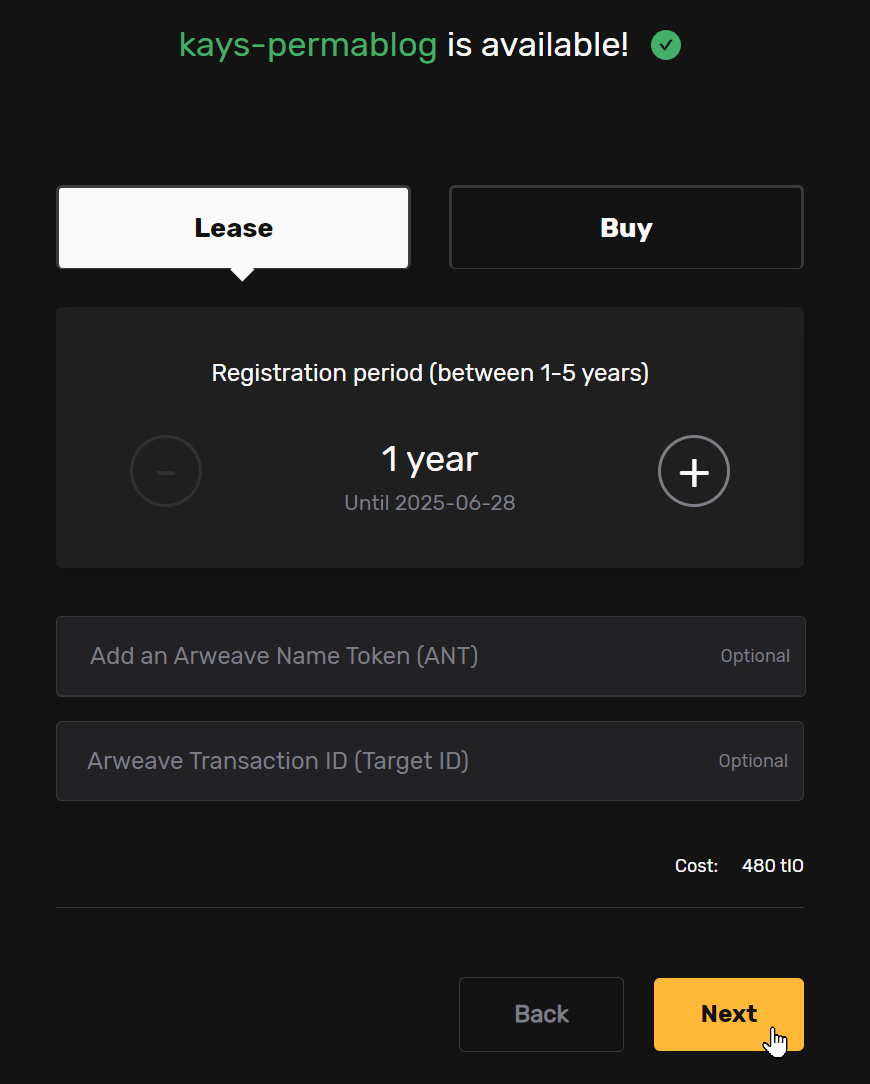 kays-permablog is available!
Lease
Buy
Registration period (between 1-5 years)
1 year
Until 2025-06-28
Add an Arweave Name Token (ANT) Optional
Arweave Transaction ID (Target ID) Optional
Cost: 480 tIO
Back
Next